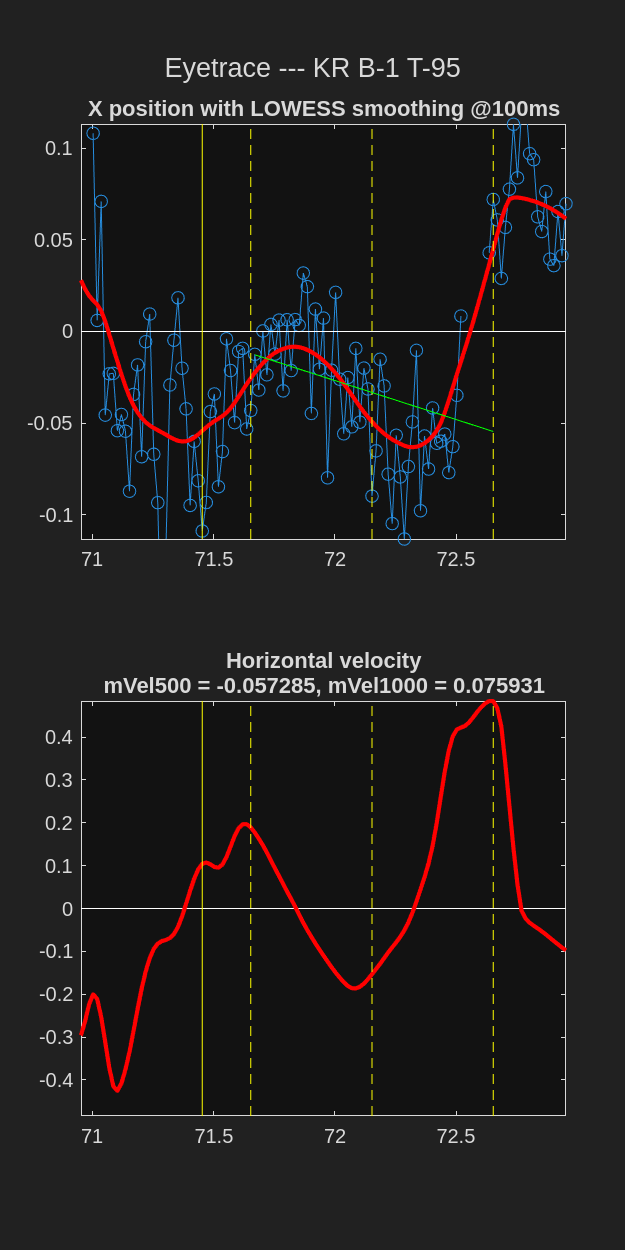 Eyetrace --- KR B-1 T-95
X position with LOWESS smoothing @100ms
0.1
0.05
0
-0.05
-0.1
71 71.5 72 72.5
Horizontal velocity
mVel500 = -0.057285, mVel1000 = 0.075931
0.4
0.3
0.2
0.1
0
-0.1
-0.2
-0.3
-0.4
71 71.5 72 72.5